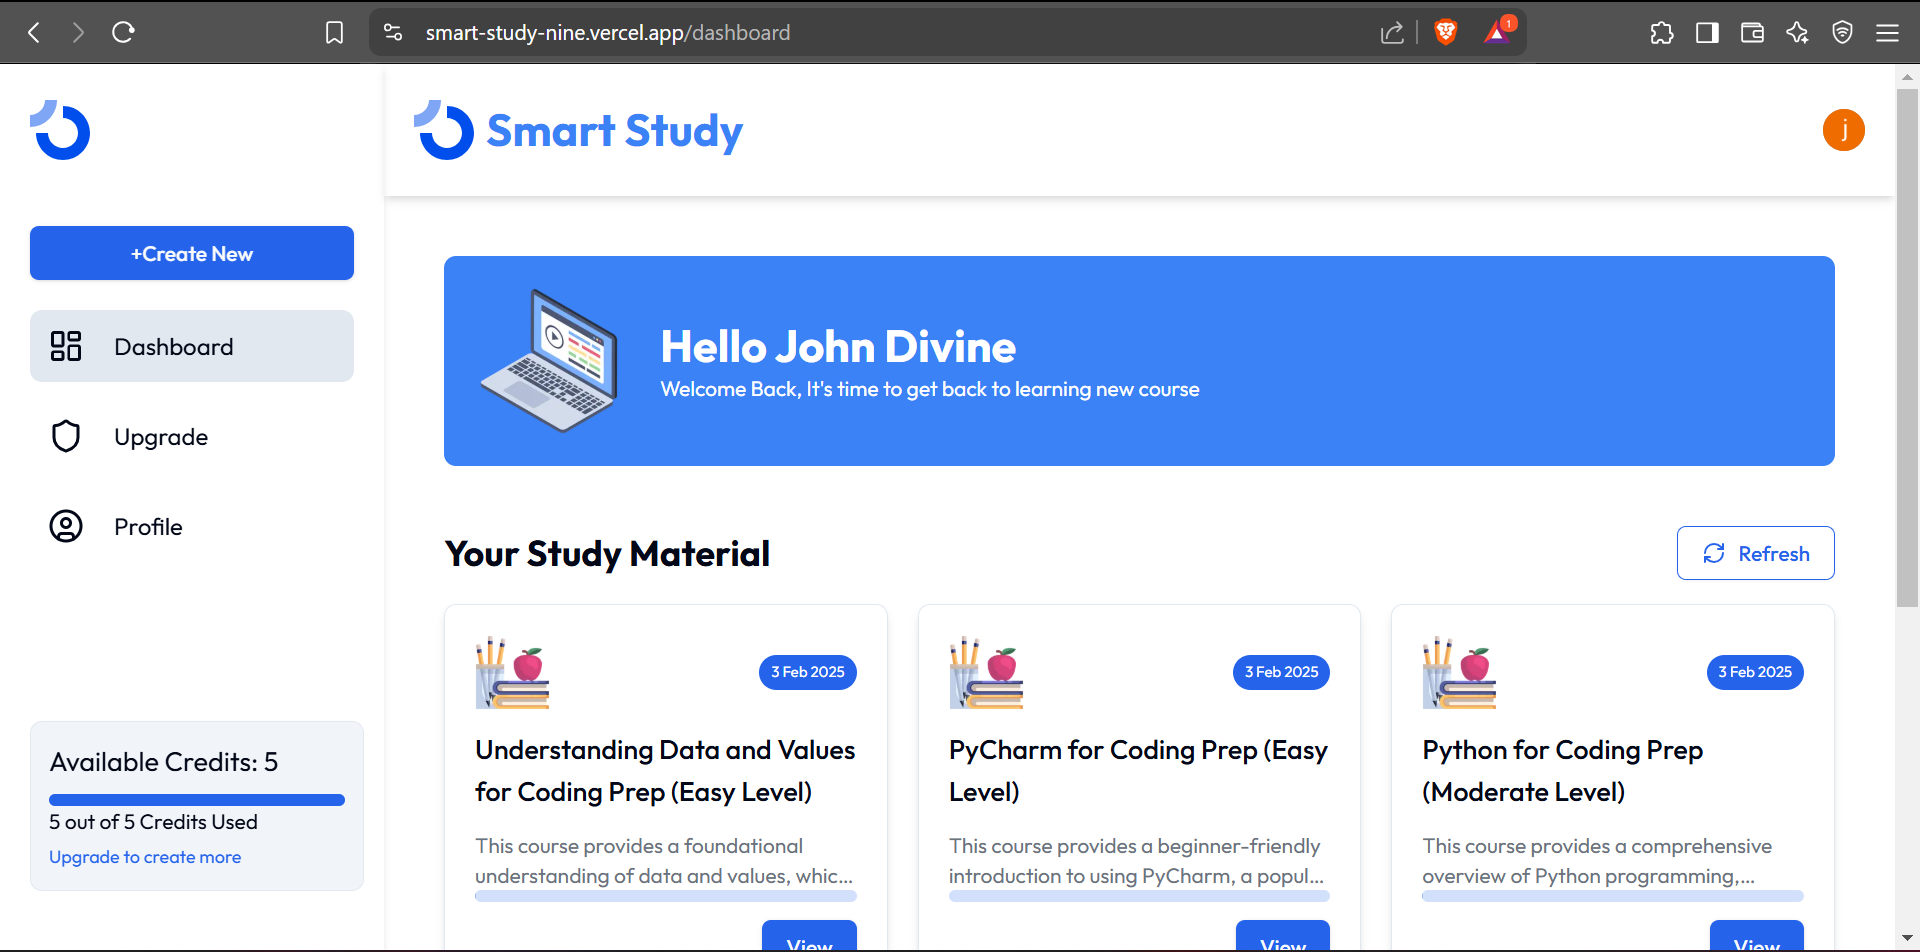 smart-study-nine.vercel.app/dashboard
1
Smart Study
j
+Create New
Dashboard
Upgrade
Profile
Available Credits: 5
5 out of 5 Credits Used
Upgrade to create more
Hello John Divine
Welcome Back, It's time to get back to learning new course
Your Study Material
Refresh
3 Feb 2025
Understanding Data and Values
for Coding Prep (Easy Level)
This course provides a foundational
understanding of data and values, whic...
View
3 Feb 2025
PyCharm for Coding Prep (Easy
Level)
This course provides a beginner-friendly
introduction to using PyCharm, a popul...
View
3 Feb 2025
Python for Coding Prep
(Moderate Level)
This course provides a comprehensive
overview of Python programming,...
View